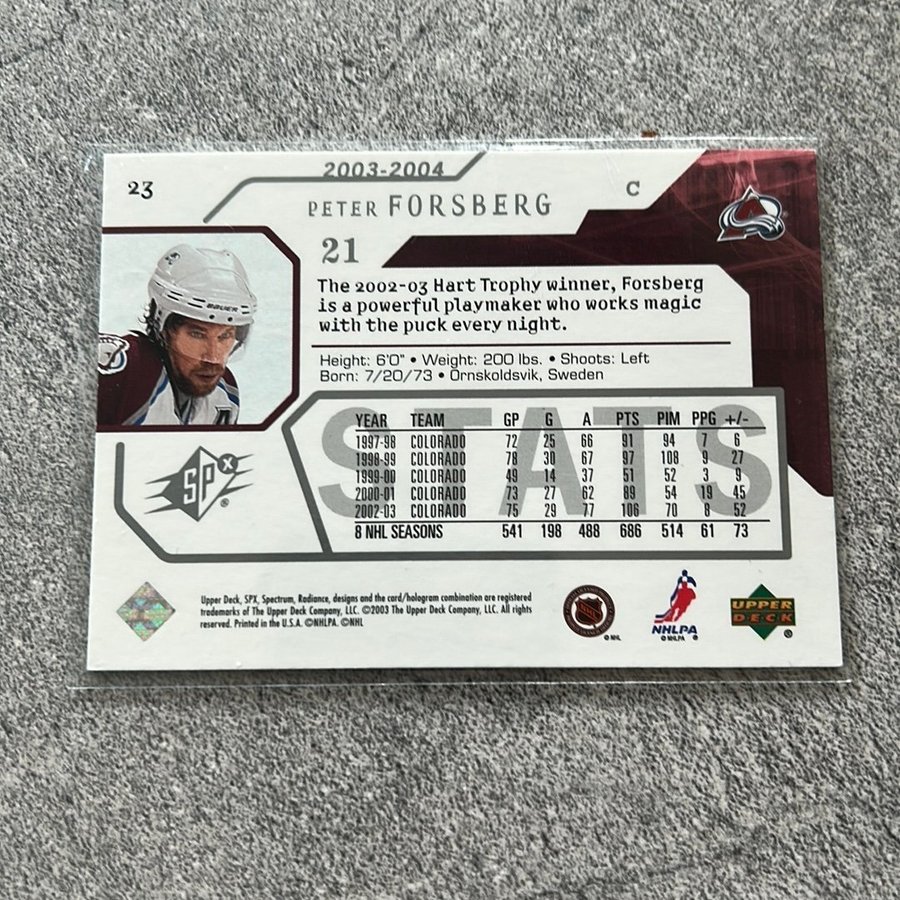 23
2003-2004
C
PETER FORSBERG
21
The 2002-03 Hart Trophy winner, Forsberg
is a powerful playmaker who works magic
with the puck every night.
Height: 6'0" • Weight: 200 lbs. • Shoots: Left
Born: 7/20/73 • Ornskoldsvik, Sweden
BAUER
A
STATS
YEAR TEAM GP G A PTS PIM PPG +/-
1997-98 COLORADO 72 25 66 91 94 7 6
1998-99 COLORADO 78 30 67 97 108 9 27
1999-00 COLORADO 49 14 37 51 52 3 9
2000-01 COLORADO 73 27 62 89 54 19 45
2002-03 COLORADO 75 29 77 106 70 8 52
8 NHL SEASONS 541 198 488 686 514 61 73
SPx®
Upper Deck, SPX, Spectrum, Radiance, designs and the card/hologram combination are registered
trademarks of The Upper Deck Company, LLC. ©2003 The Upper Deck Company, LLC. All rights
reserved. Printed in the U.S.A. ©NHLPA. ©NHL
NHL
© NHL
NHLPA
©NHLPA ®
UPPER
DECK
®